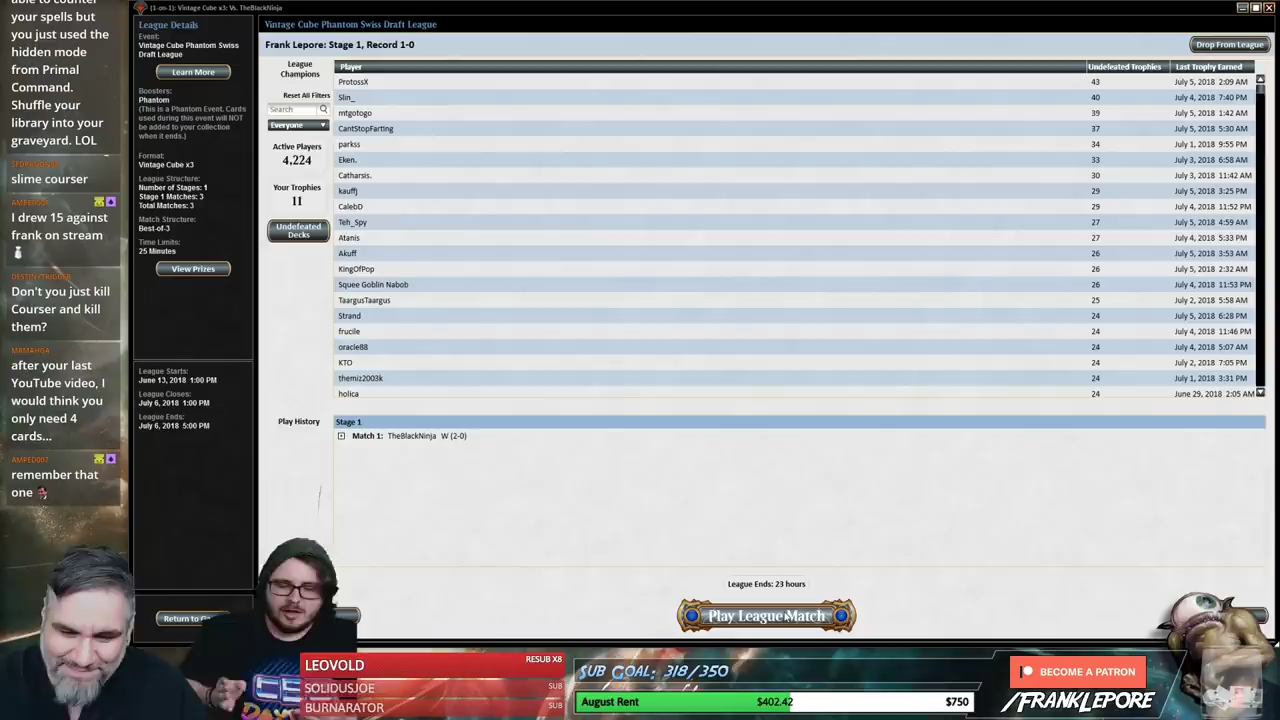 able to counter
your spells but
you just used the
hidden mode
from Primal
Command.
Shuffle your
library into your
graveyard. LOL
slime courser
I drew 15 against
frank on stream
DESTINYTRIGGER
Don't you just kill
Courser and kill
them?
MRMAHGA
after your last
YouTube video, I
would think you
only need 4
cards...
AMPED007
remember that
one
(1-on-1): Vintage Cube x3: Vs. TheBlackNinja
League Details
Event:
Vintage Cube Phantom Swiss
Draft League
Learn More
Boosters:
Phantom
(This is a Phantom Event. Cards
used during this event will NOT
be added to your collection
when it ends.)
Format:
Vintage Cube x3
League Structure:
Number of Stages: 1
Stage 1 Matches: 3
Total Matches: 3
Match Structure:
Best-of-3
Time Limits:
25 Minutes
View Prizes
League Starts:
June 13, 2018 1:00 PM
League Closes:
July 6, 2018 1:00 PM
League Ends:
July 6, 2018 5:00 PM
Vintage Cube Phantom Swiss Draft League
Frank Lepore: Stage 1, Record 1-0
Drop From League
League
Champions
Reset All Filters
Search
Everyone
Active Players
4,224
Your Trophies
11
Undefeated
Decks
Player Undefeated Trophies Last Trophy Earned
ProtossX 43 July 5, 2018 2:09 AM
Slin_ 40 July 4, 2018 7:40 PM
mtgotogo 39 July 5, 2018 1:42 AM
CantStopFarting 37 July 5, 2018 5:30 AM
parkss 34 July 1, 2018 9:55 PM
Eken. 33 July 3, 2018 6:58 AM
Catharsis. 30 July 3, 2018 11:42 AM
kauffj 29 July 5, 2018 3:25 PM
CalebD 29 July 4, 2018 11:52 PM
Teh_Spy 27 July 5, 2018 4:59 AM
Atanis 27 July 4, 2018 5:33 PM
Akuff 26 July 5, 2018 3:53 AM
KingOfPop 26 July 5, 2018 2:32 AM
Squee Goblin Nabob 26 July 4, 2018 11:53 PM
TaargusTaargus 25 July 2, 2018 5:58 AM
Strand 24 July 5, 2018 6:28 PM
frucile 24 July 4, 2018 11:46 PM
oracle88 24 July 5, 2018 5:07 AM
KTO 24 July 2, 2018 7:05 PM
themiz2003k 24 July 1, 2018 3:31 PM
holica 24 June 29, 2018 2:05 AM
Play History
Stage 1
Match 1: TheBlackNinja W (2-0)
League Ends: 23 hours
Play League Match
Return to
LEOVOLD RESUB X8
SOLIDUSJOE SUB
BURNARATOR SUB
SUB GOAL: 318/350
August Rent $402.42 $750
BECOME A PATRON
/FRANKLEPORE